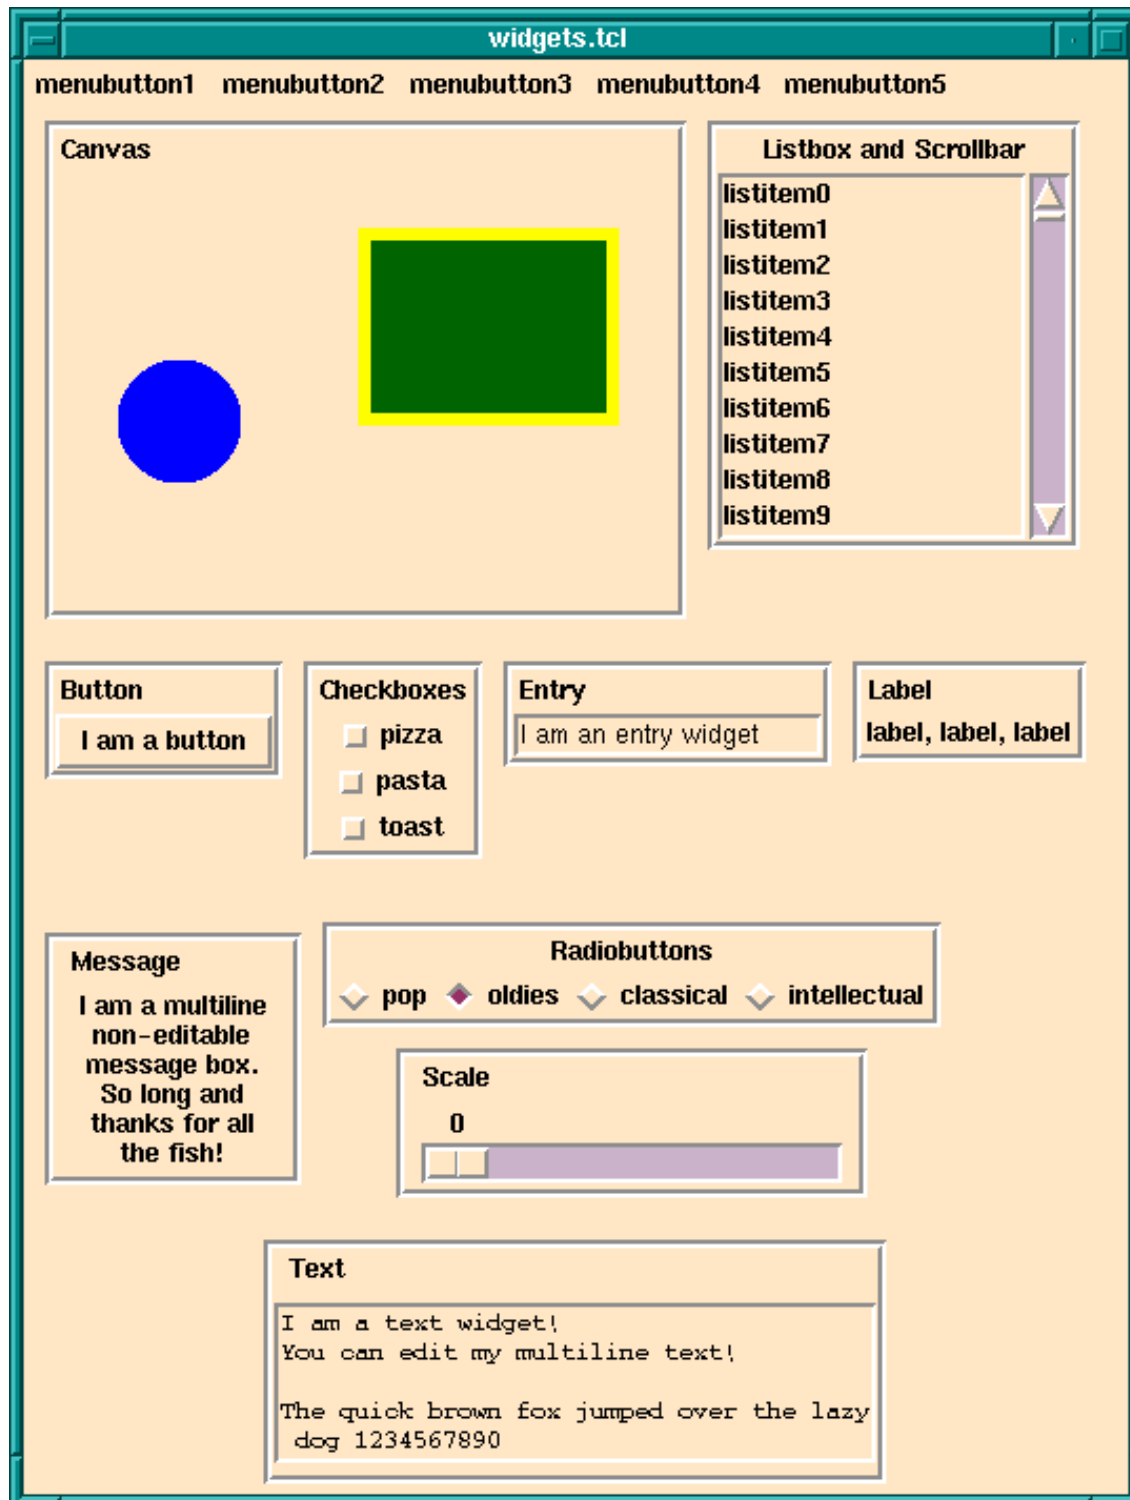 widgets.tcl
menubutton1 menubutton2 menubutton3 menubutton4 menubutton5
Canvas
Listbox and Scrollbar
listitem0
listitem1
listitem2
listitem3
listitem4
listitem5
listitem6
listitem7
listitem8
listitem9
Button
I am a button
Checkboxes
pizza
pasta
toast
Entry
I am an entry widget
Label
label, label, label
Message
I am a multiline
non-editable
message box.
So long and
thanks for all
the fish!
Radiobuttons
pop oldies classical intellectual
Scale
0
Text
I am a text widget!
You can edit my multiline text!
The quick brown fox jumped over the lazy
dog 1234567890